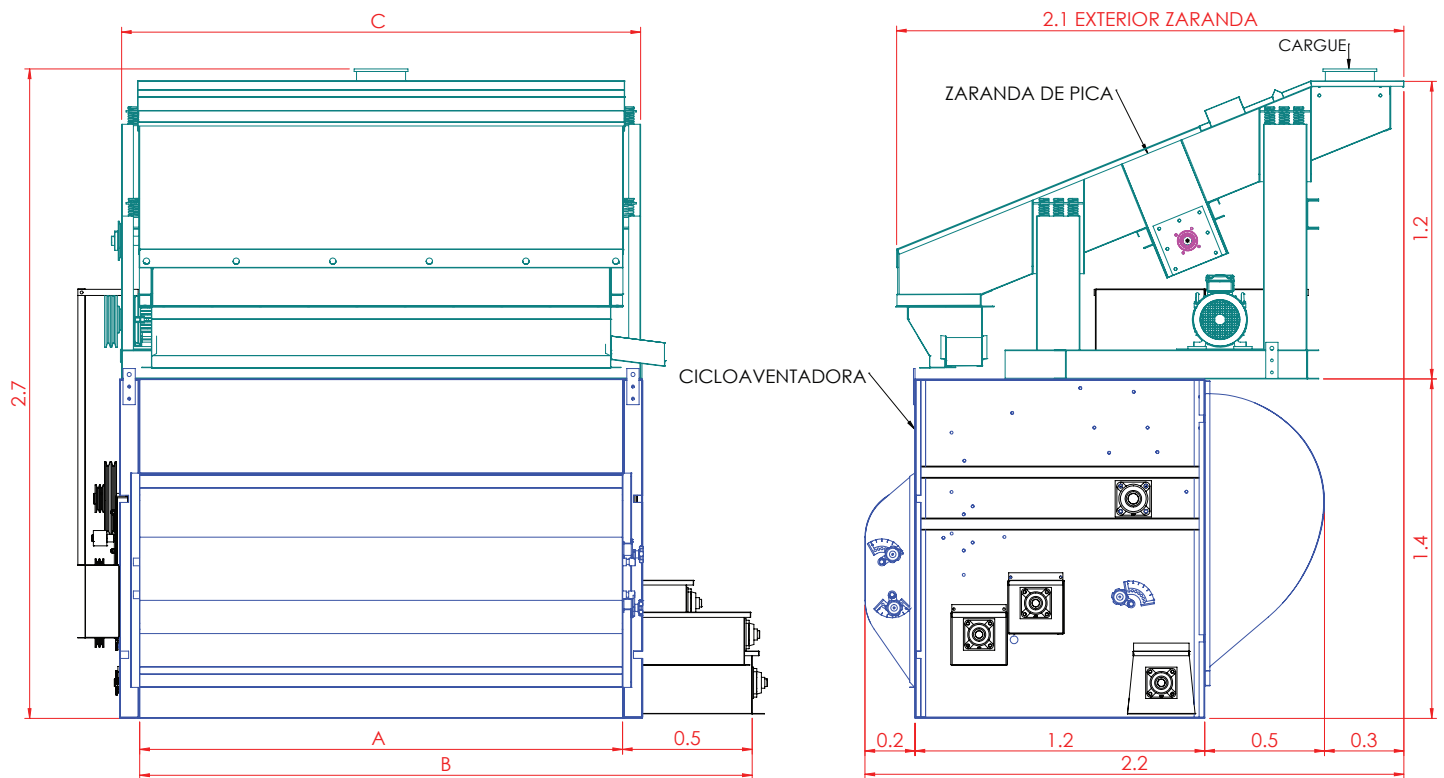 C
2.7
A
0.5
B
2.1 EXTERIOR ZARANDA
CARGUE
ZARANDA DE PICA
1.2
CICLOAVENTADORA
1.4
0.2
1.2
0.5
0.3
2.2